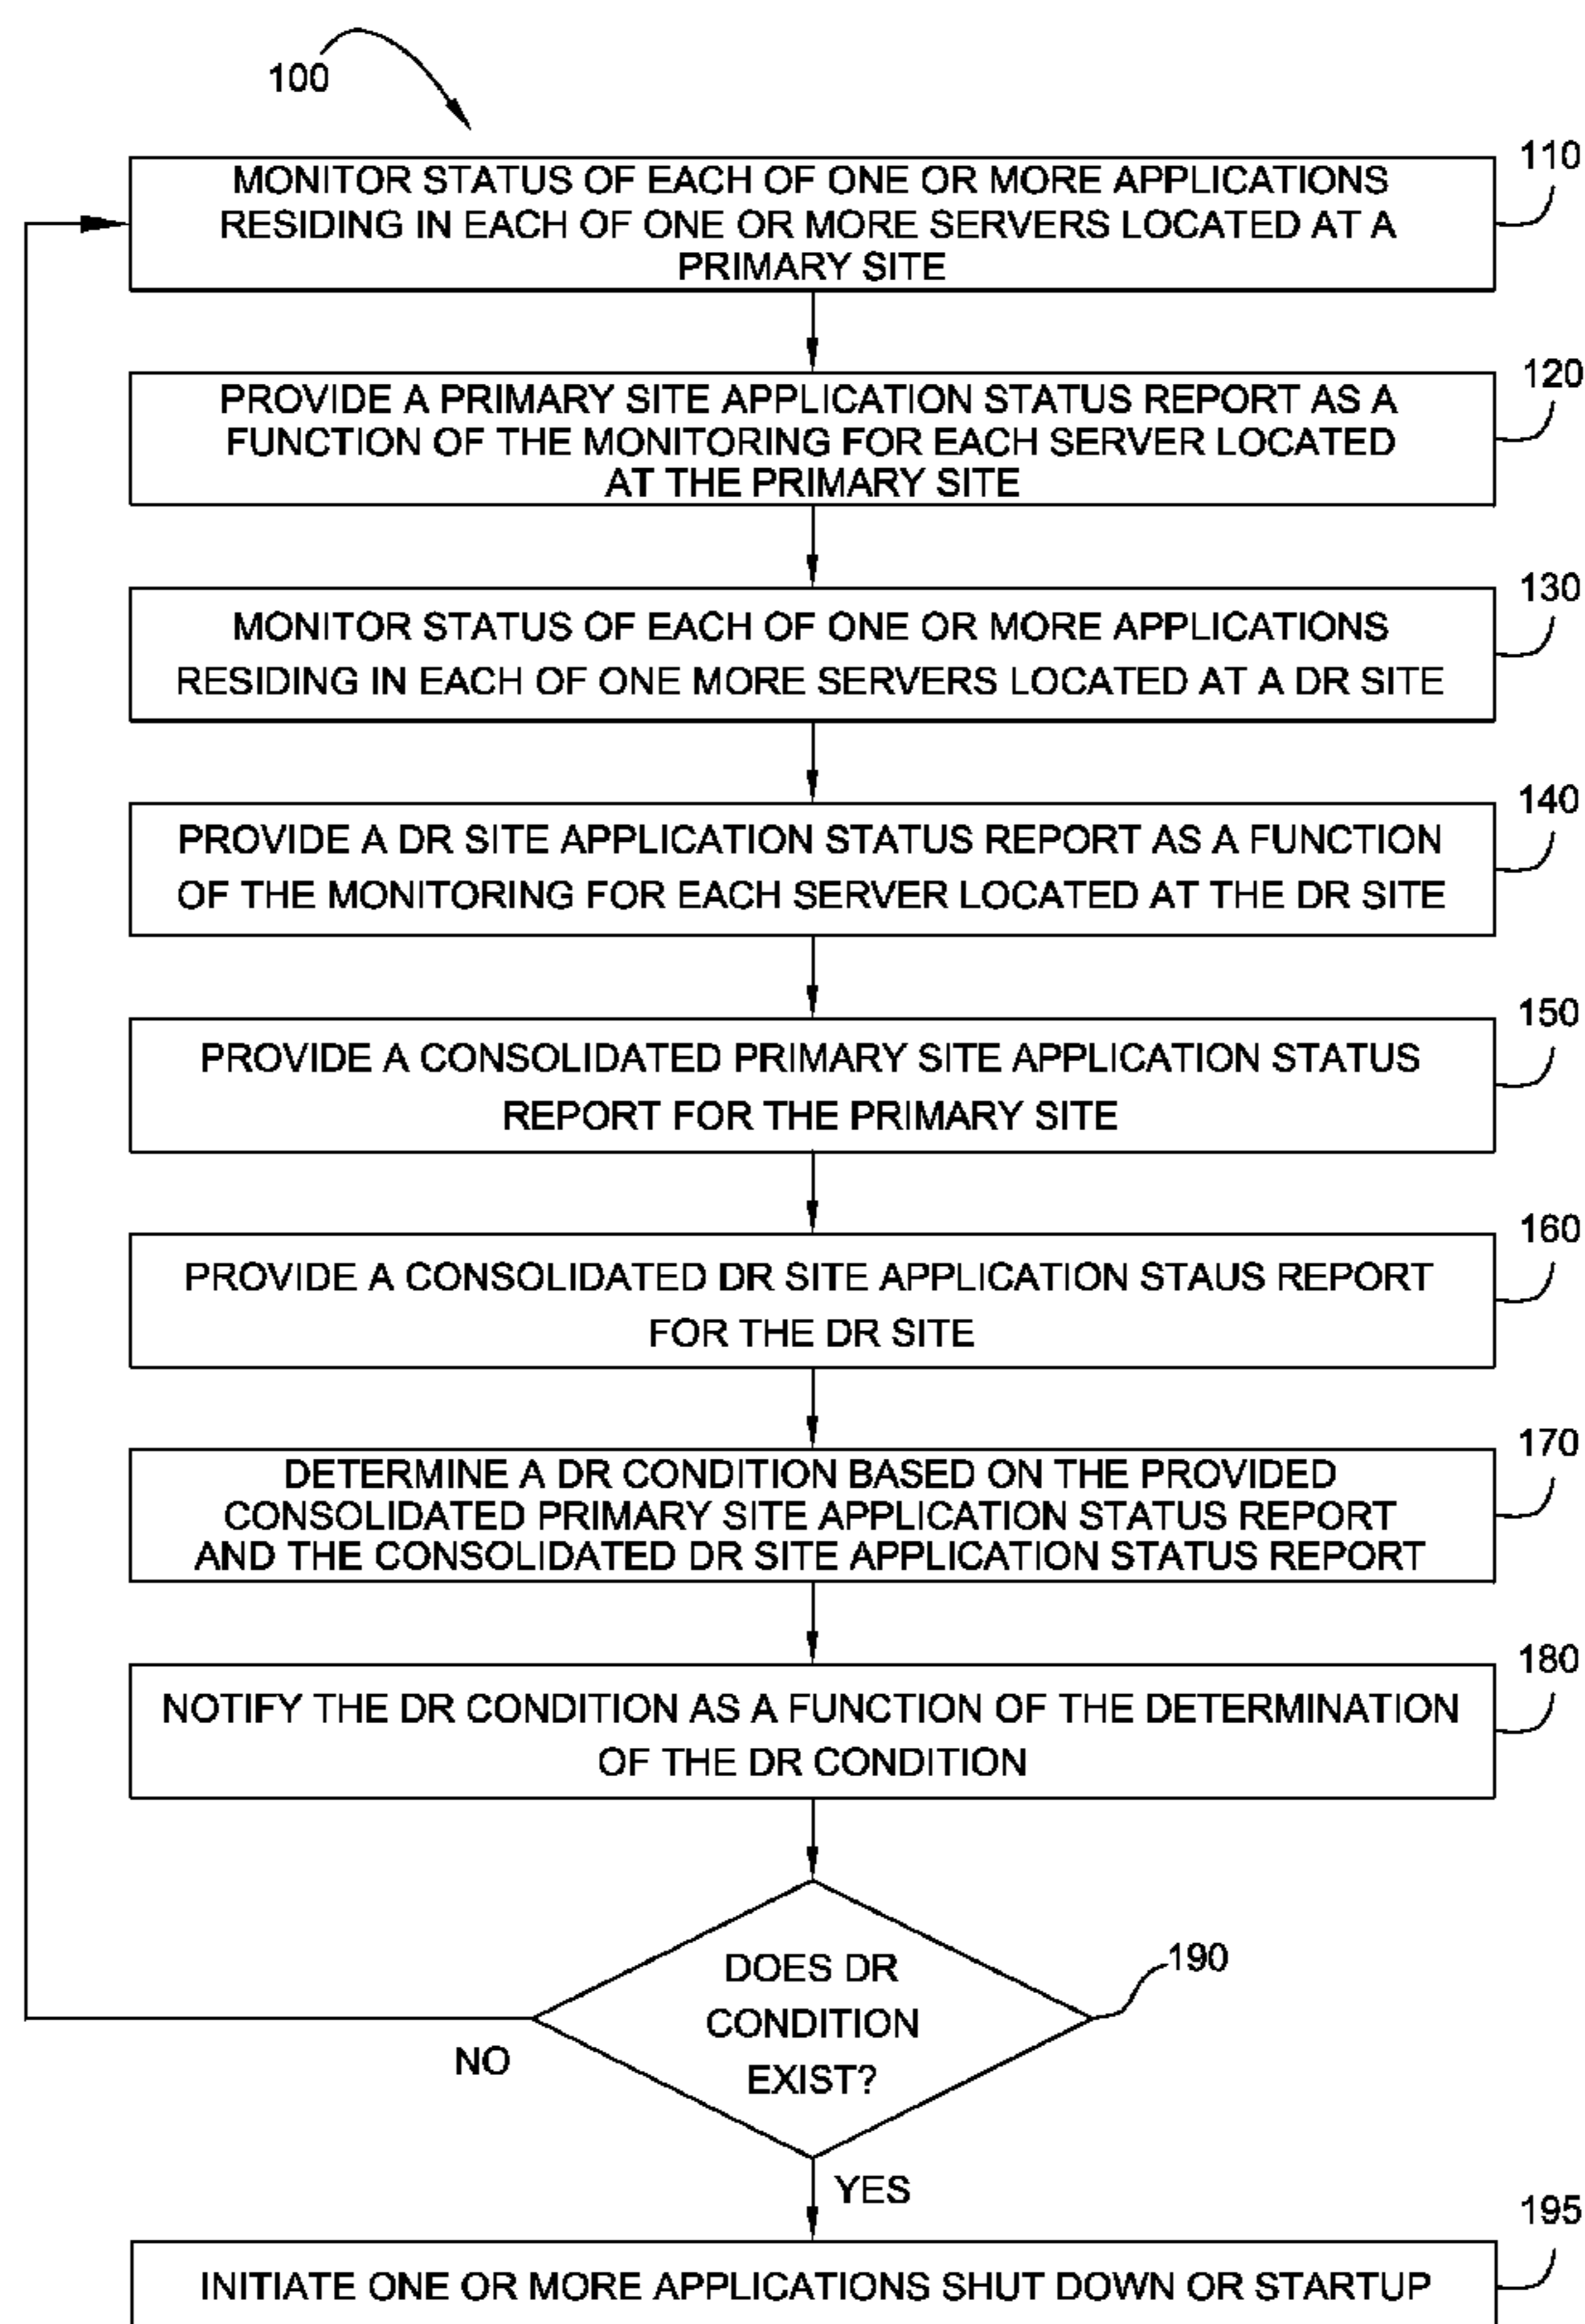 100
MONITOR STATUS OF EACH OF ONE OR MORE APPLICATIONS
RESIDING IN EACH OF ONE OR MORE SERVERS LOCATED AT A
PRIMARY SITE
110
PROVIDE A PRIMARY SITE APPLICATION STATUS REPORT AS A
FUNCTION OF THE MONITORING FOR EACH SERVER LOCATED
AT THE PRIMARY SITE
120
MONITOR STATUS OF EACH OF ONE OR MORE APPLICATIONS
RESIDING IN EACH OF ONE MORE SERVERS LOCATED AT A DR SITE
130
PROVIDE A DR SITE APPLICATION STATUS REPORT AS A FUNCTION
OF THE MONITORING FOR EACH SERVER LOCATED AT THE DR SITE
140
PROVIDE A CONSOLIDATED PRIMARY SITE APPLICATION STATUS
REPORT FOR THE PRIMARY SITE
150
PROVIDE A CONSOLIDATED DR SITE APPLICATION STAUS REPORT
FOR THE DR SITE
160
DETERMINE A DR CONDITION BASED ON THE PROVIDED
CONSOLIDATED PRIMARY SITE APPLICATION STATUS REPORT
AND THE CONSOLIDATED DR SITE APPLICATION STATUS REPORT
170
NOTIFY THE DR CONDITION AS A FUNCTION OF THE DETERMINATION
OF THE DR CONDITION
180
DOES DR
CONDITION
EXIST?
190
NO
YES
INITIATE ONE OR MORE APPLICATIONS SHUT DOWN OR STARTUP
195